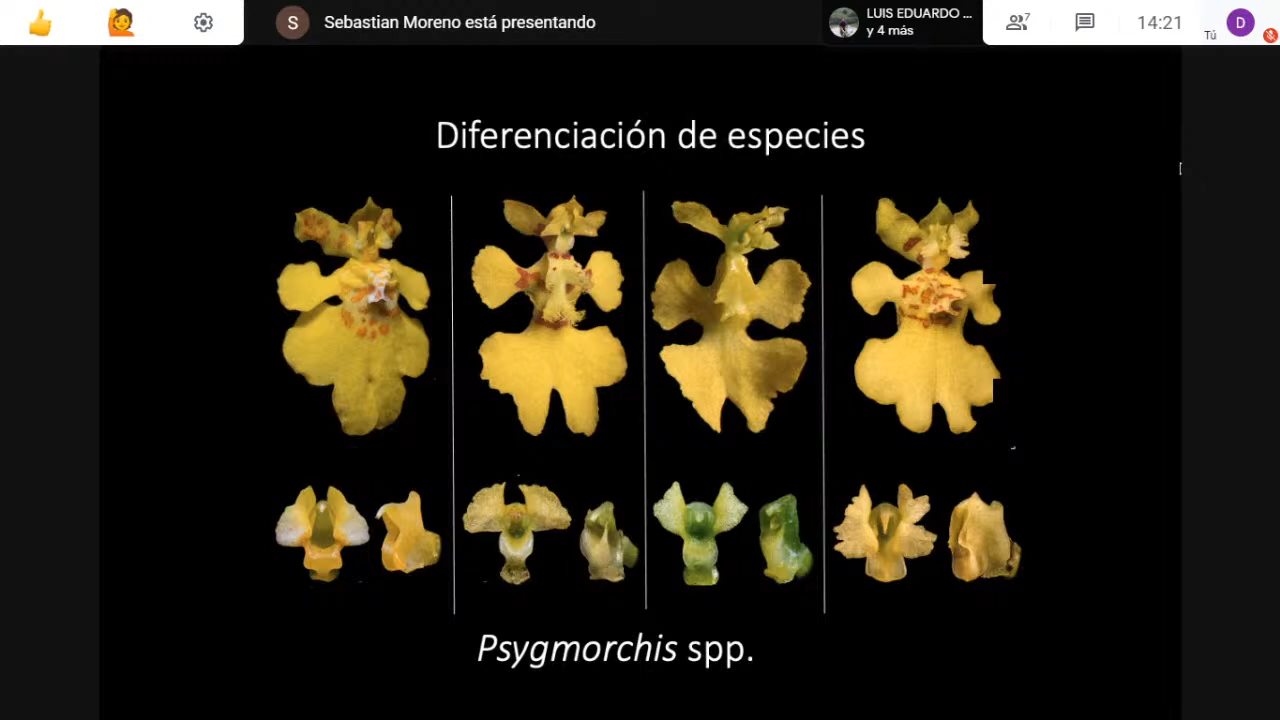 S
Sebastian Moreno está presentando
LUIS EDUARDO ...
y 4 más
7
14:21
Tú
D
Diferenciación de especies
Psygmorchis spp.